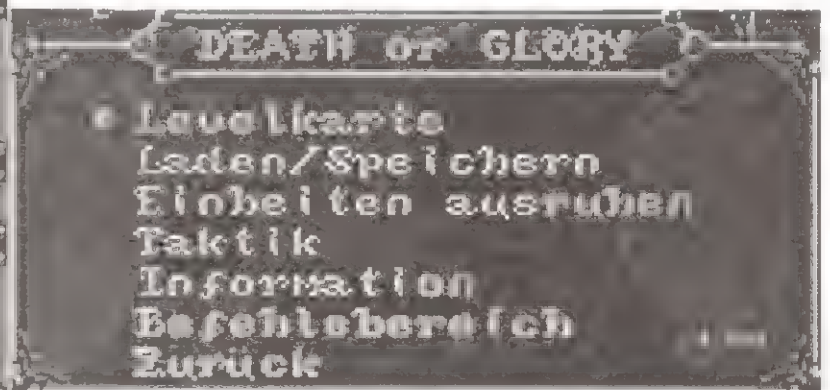 DEATH or GLORY
Levelkarte
Laden/Speichern
Einheiten ausruhen
Taktik
Information
Befehlsbereich
Zurück